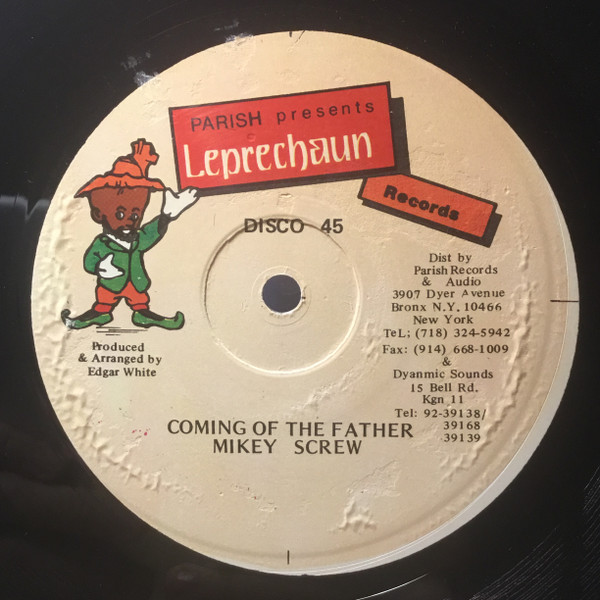 PARISH presents
Leprechaun
Records
DISCO 45
Dist by
Parish Records
& Audio
3907 Dyer Avenue
Bronx N.Y. 10466
New York
TeL; (718) 324-5942
Fax: (914) 668-1009
&
Dyanmic Sounds
15 Bell Rd.
Kgn 11
Tel: 92-39138/
39168
39139
Produced
& Arranged by
Edgar White
COMING OF THE FATHER
MIKEY SCREW